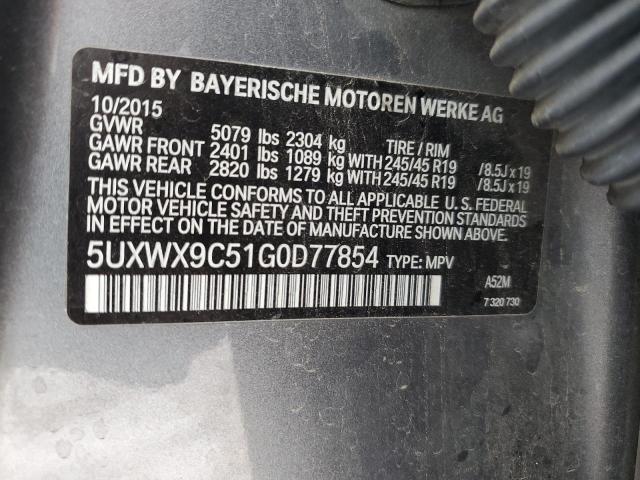 MFD BY BAYERISCHE MOTOREN WERKE AG
10/2015
GVWR 5079 lbs 2304 kg TIRE / RIM
GAWR FRONT 2401 lbs 1089 kg WITH 245/45 R19 /8.5J x 19
GAWR REAR 2820 lbs 1279 kg WITH 245/45 R19 /8.5J x 19
THIS VEHICLE CONFORMS TO ALL APPLICABLE U. S. FEDERAL
MOTOR VEHICLE SAFETY AND THEFT PREVENTION STANDARDS
IN EFFECT ON THE DATE OF MANUFACTURE SHOWN ABOVE.
5UXWX9C51G0D77854 TYPE: MPV
A52M
7 320 730